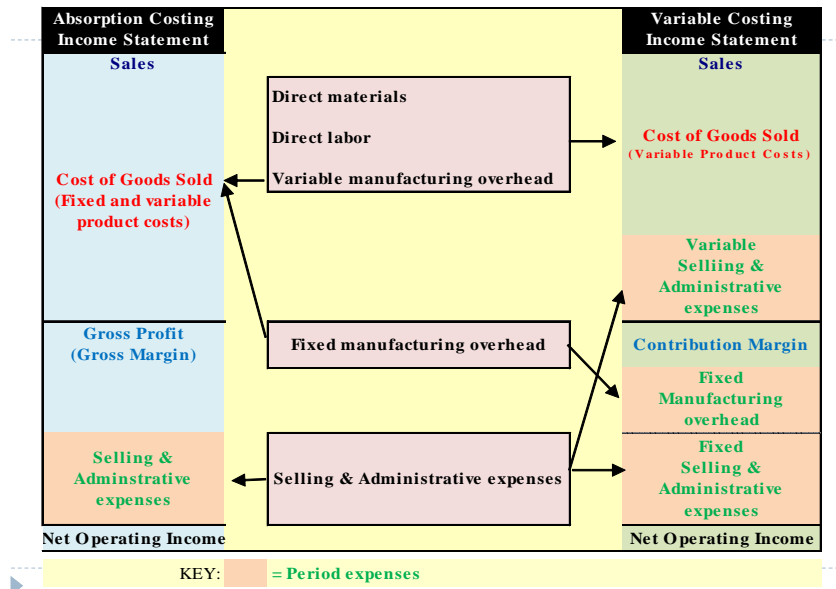 Absorption Costing
Income Statement
Variable Costing
Income Statement
Sales
Sales
Direct materials
Direct labor
Variable manufacturing overhead
Cost of Goods Sold
(Variable Product Costs)
Cost of Goods Sold
(Fixed and variable
product costs)
Variable
Selliing &
Administrative
expenses
Gross Profit
(Gross Margin)
Fixed manufacturing overhead
Contribution Margin
Fixed
Manufacturing
overhead
Selling &
Adminstrative
expenses
Selling & Administrative expenses
Fixed
Selling &
Administrative
expenses
Net Operating Income
Net Operating Income
KEY: = Period expenses